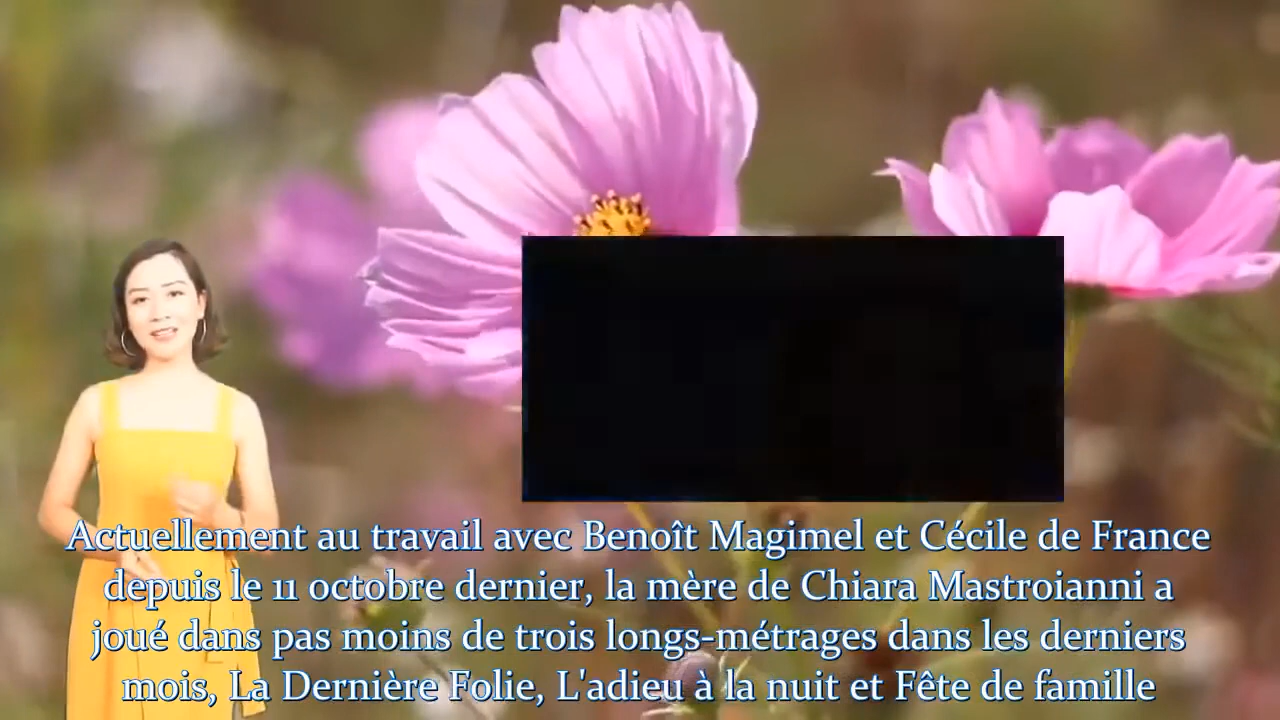 Actuellement au travail avec Benoît Magimel et Cécile de France
depuis le 11 octobre dernier, la mère de Chiara Mastroianni a
joué dans pas moins de trois longs-métrages dans les derniers
mois, La Dernière Folie, L'adieu à la nuit et Fête de famille